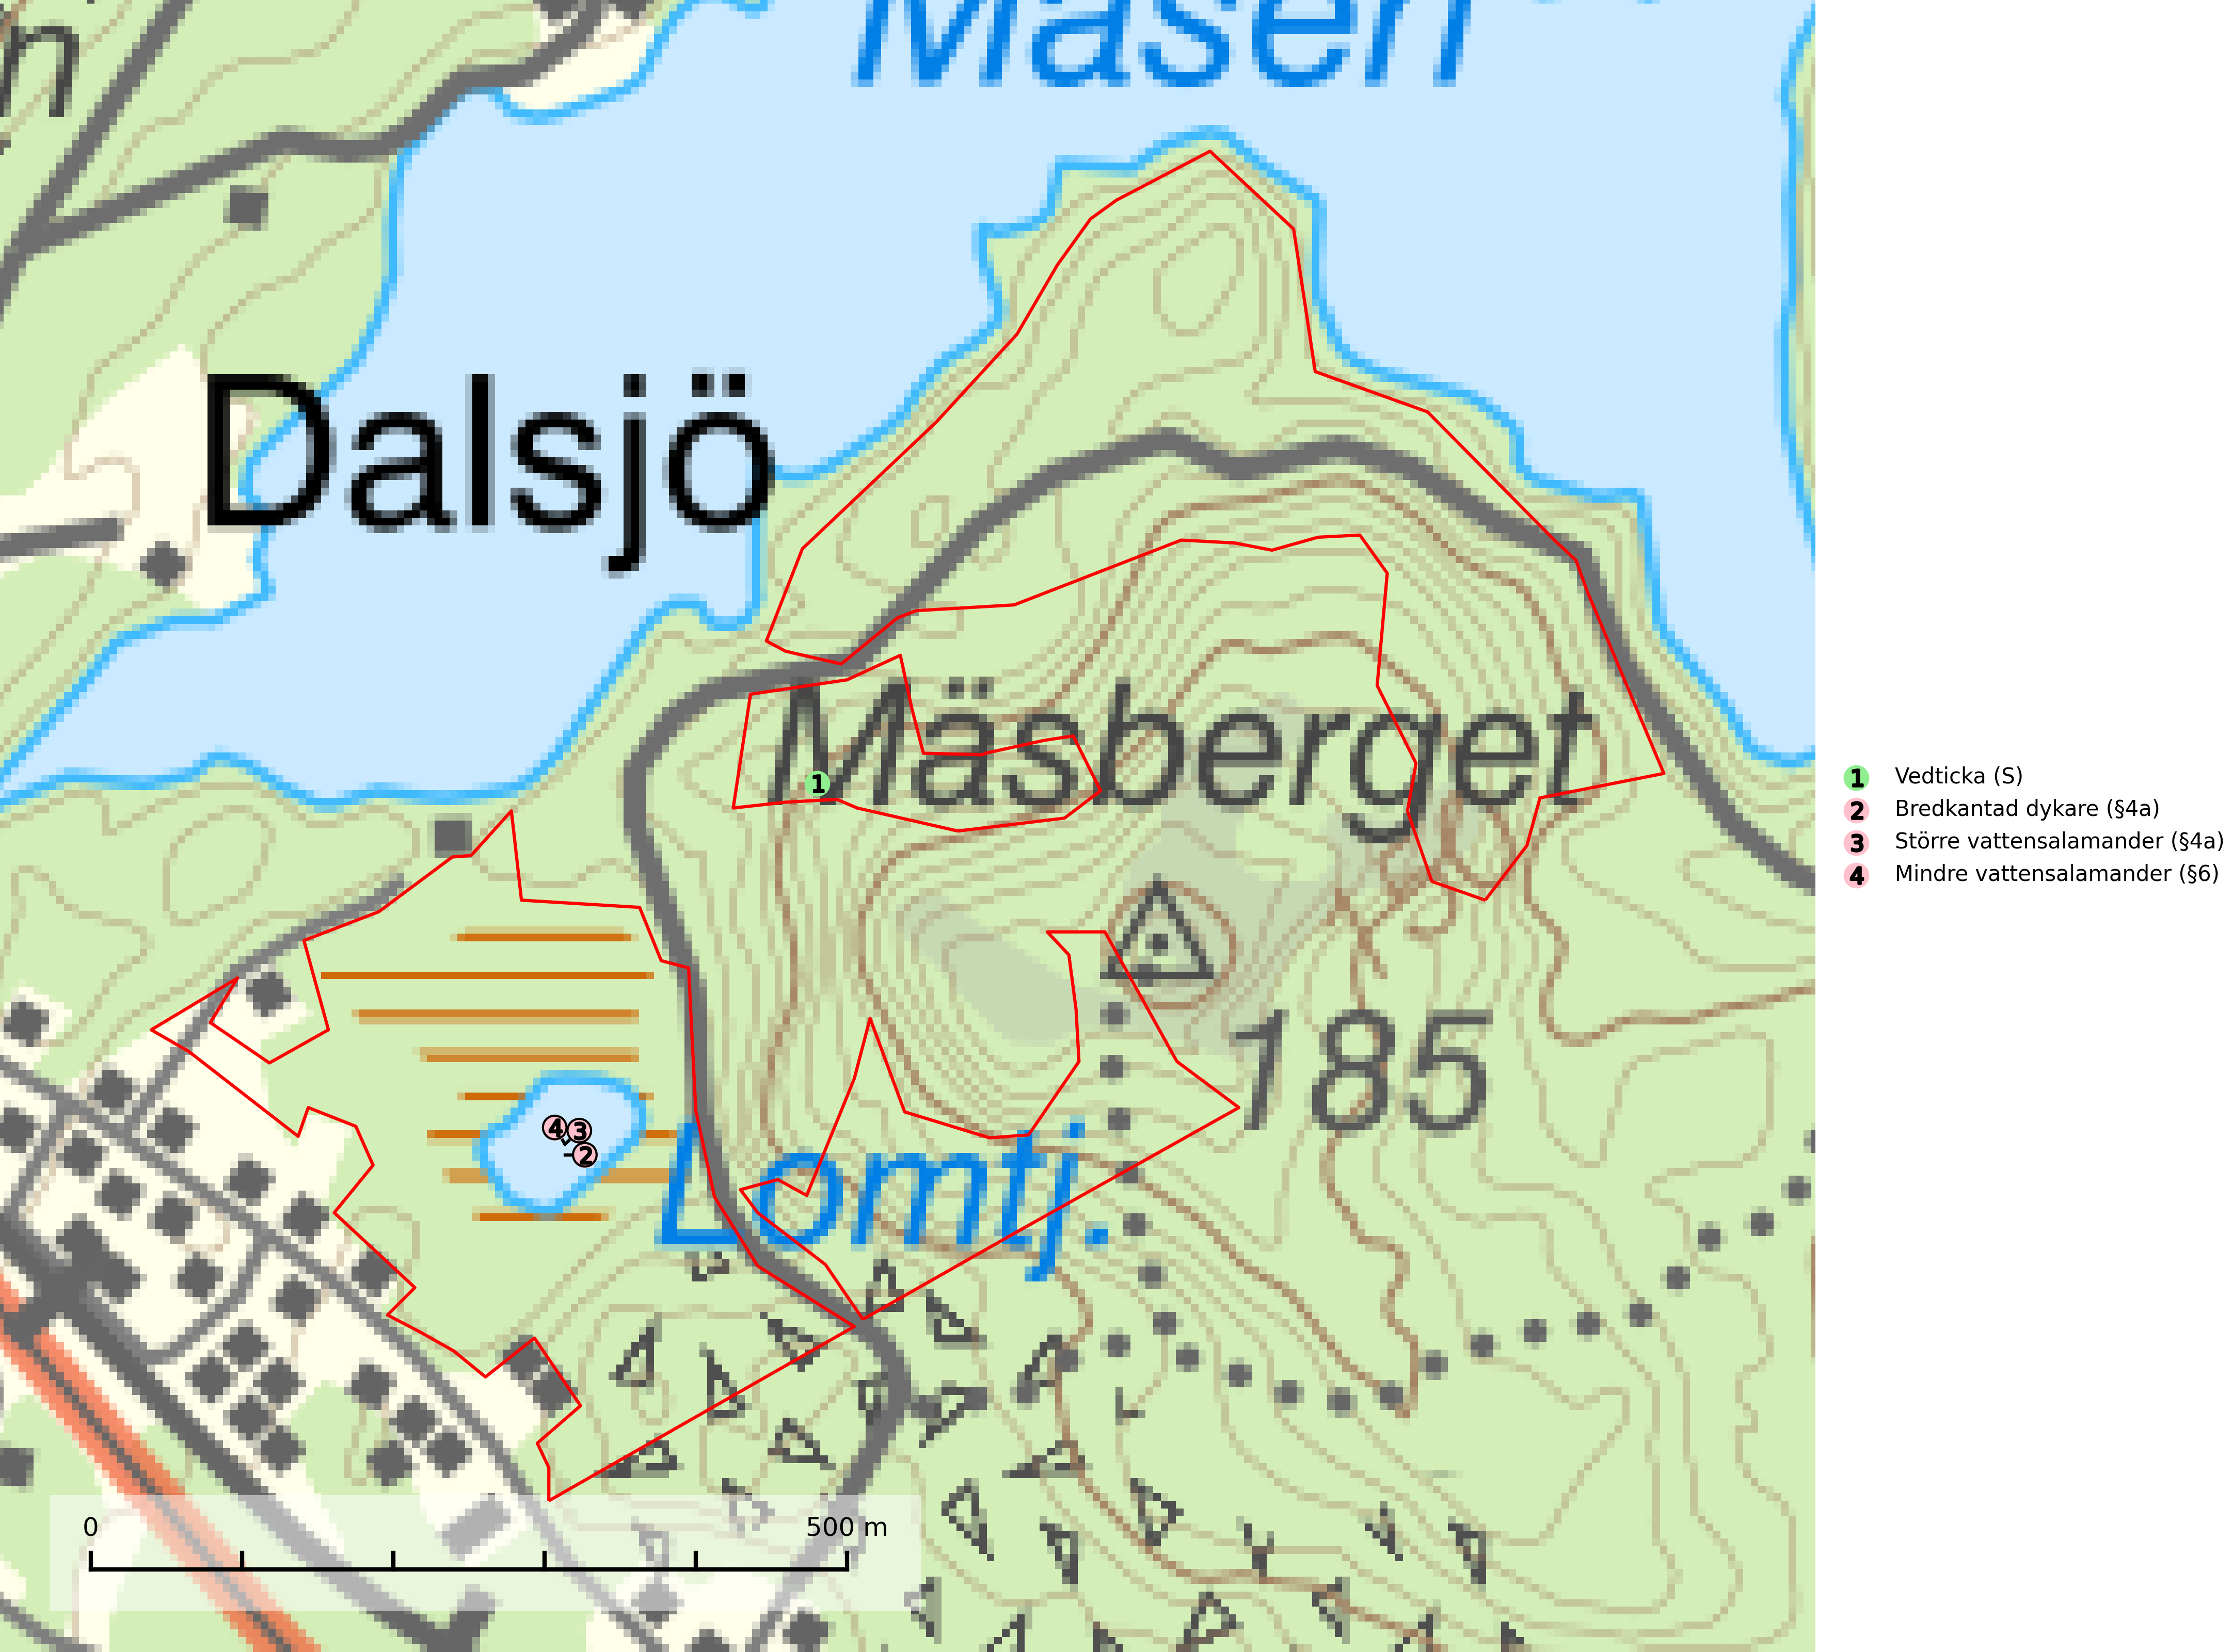 Mäsen
n
Dalsjö
Mäsberget
1
185
4 3
2
Lomtj.
0 500 m
1 Vedticka (S)
2 Bredkantad dykare (§4a)
3 Större vattensalamander (§4a)
4 Mindre vattensalamander (§6)